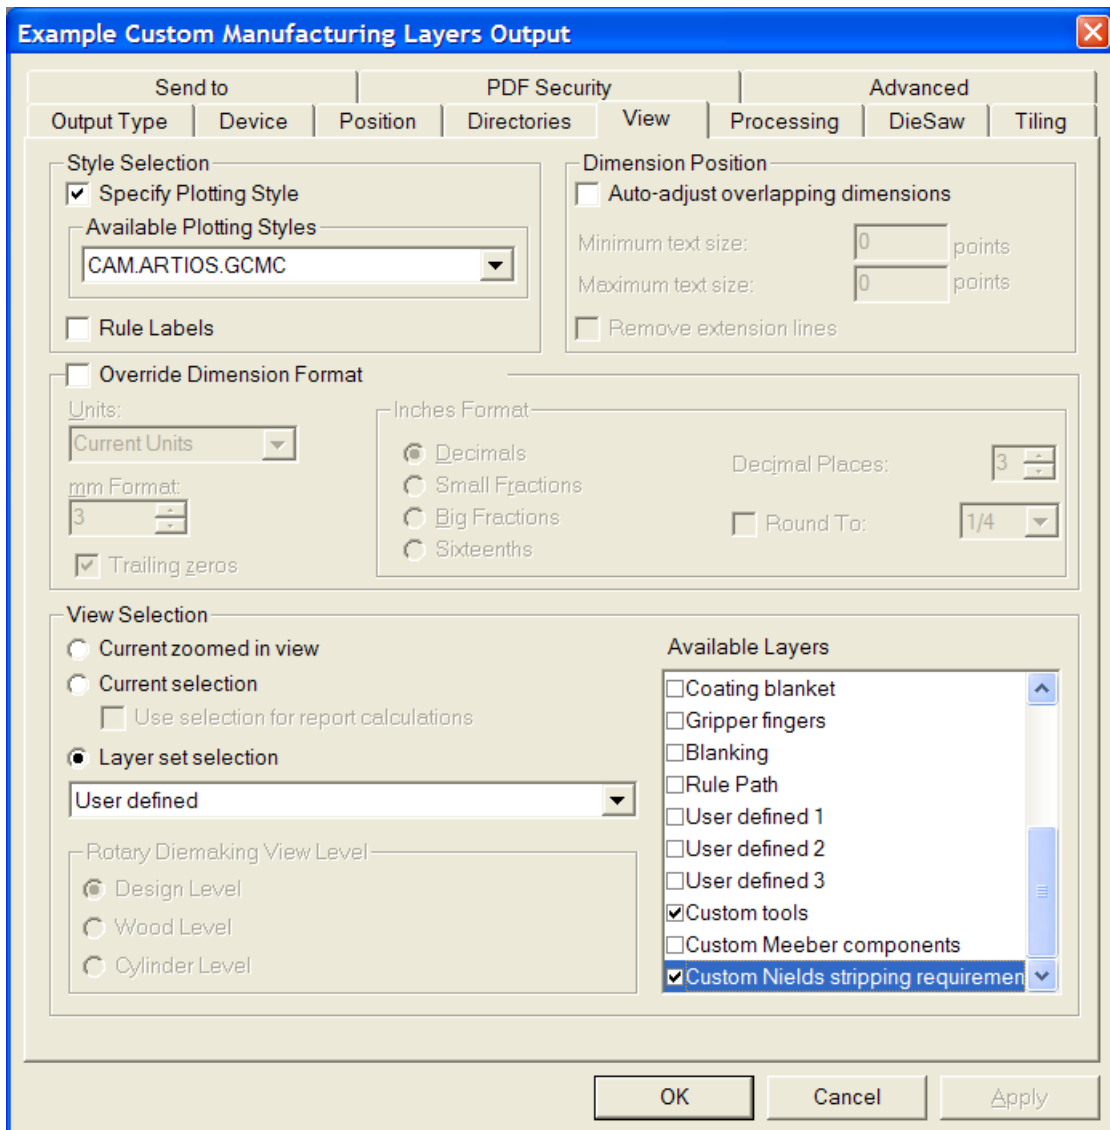 Example Custom Manufacturing Layers Output
Send to PDF Security Advanced
Output Type Device Position Directories View Processing DieSaw Tiling
Style Selection
Specify Plotting Style
Available Plotting Styles
CAM.ARTIOS.GCMC
Rule Labels
Dimension Position
Auto-adjust overlapping dimensions
Minimum text size: 0 points
Maximum text size: 0 points
Remove extension lines
Override Dimension Format
Units:
Current Units
mm Format:
3
Trailing zeros
Inches Format
Decimals
Small Fractions
Big Fractions
Sixteenths
Decimal Places: 3
Round To: 1/4
View Selection
Current zoomed in view
Current selection
Use selection for report calculations
Layer set selection
User defined
Rotary Diemaking View Level
Design Level
Wood Level
Cylinder Level
Available Layers
Coating blanket
Gripper fingers
Blanking
Rule Path
User defined 1
User defined 2
User defined 3
Custom tools
Custom Meeber components
Custom Nields stripping requiremen
OK Cancel Apply